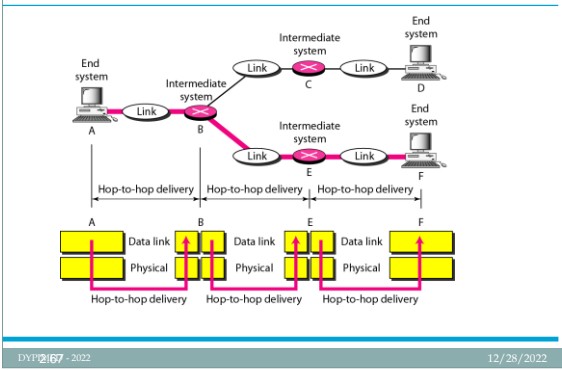 End
system
Intermediate
system
Link
Link
C
D
End
system
Intermediate
system
Link
A
B
End
system
Intermediate
system
Link
Link
E
F
Hop-to-hop delivery
Hop-to-hop delivery
Hop-to-hop delivery
A
B
E
F
Data link
Data link
Data link
Physical
Physical
Physical
Hop-to-hop delivery
Hop-to-hop delivery
Hop-to-hop delivery
2.67
- 2022
12/28/2022